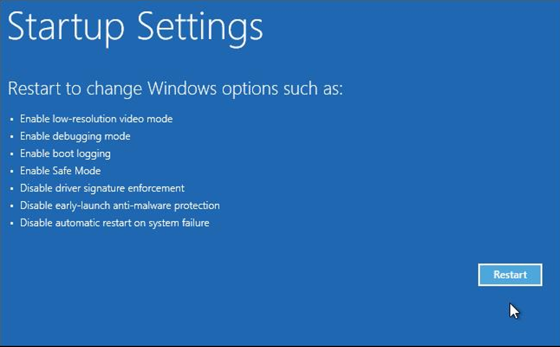 Startup Settings
Restart to change Windows options such as:
• Enable low-resolution video mode
• Enable debugging mode
• Enable boot logging
• Enable Safe Mode
• Disable driver signature enforcement
• Disable early-launch anti-malware protection
• Disable automatic restart on system failure
Restart